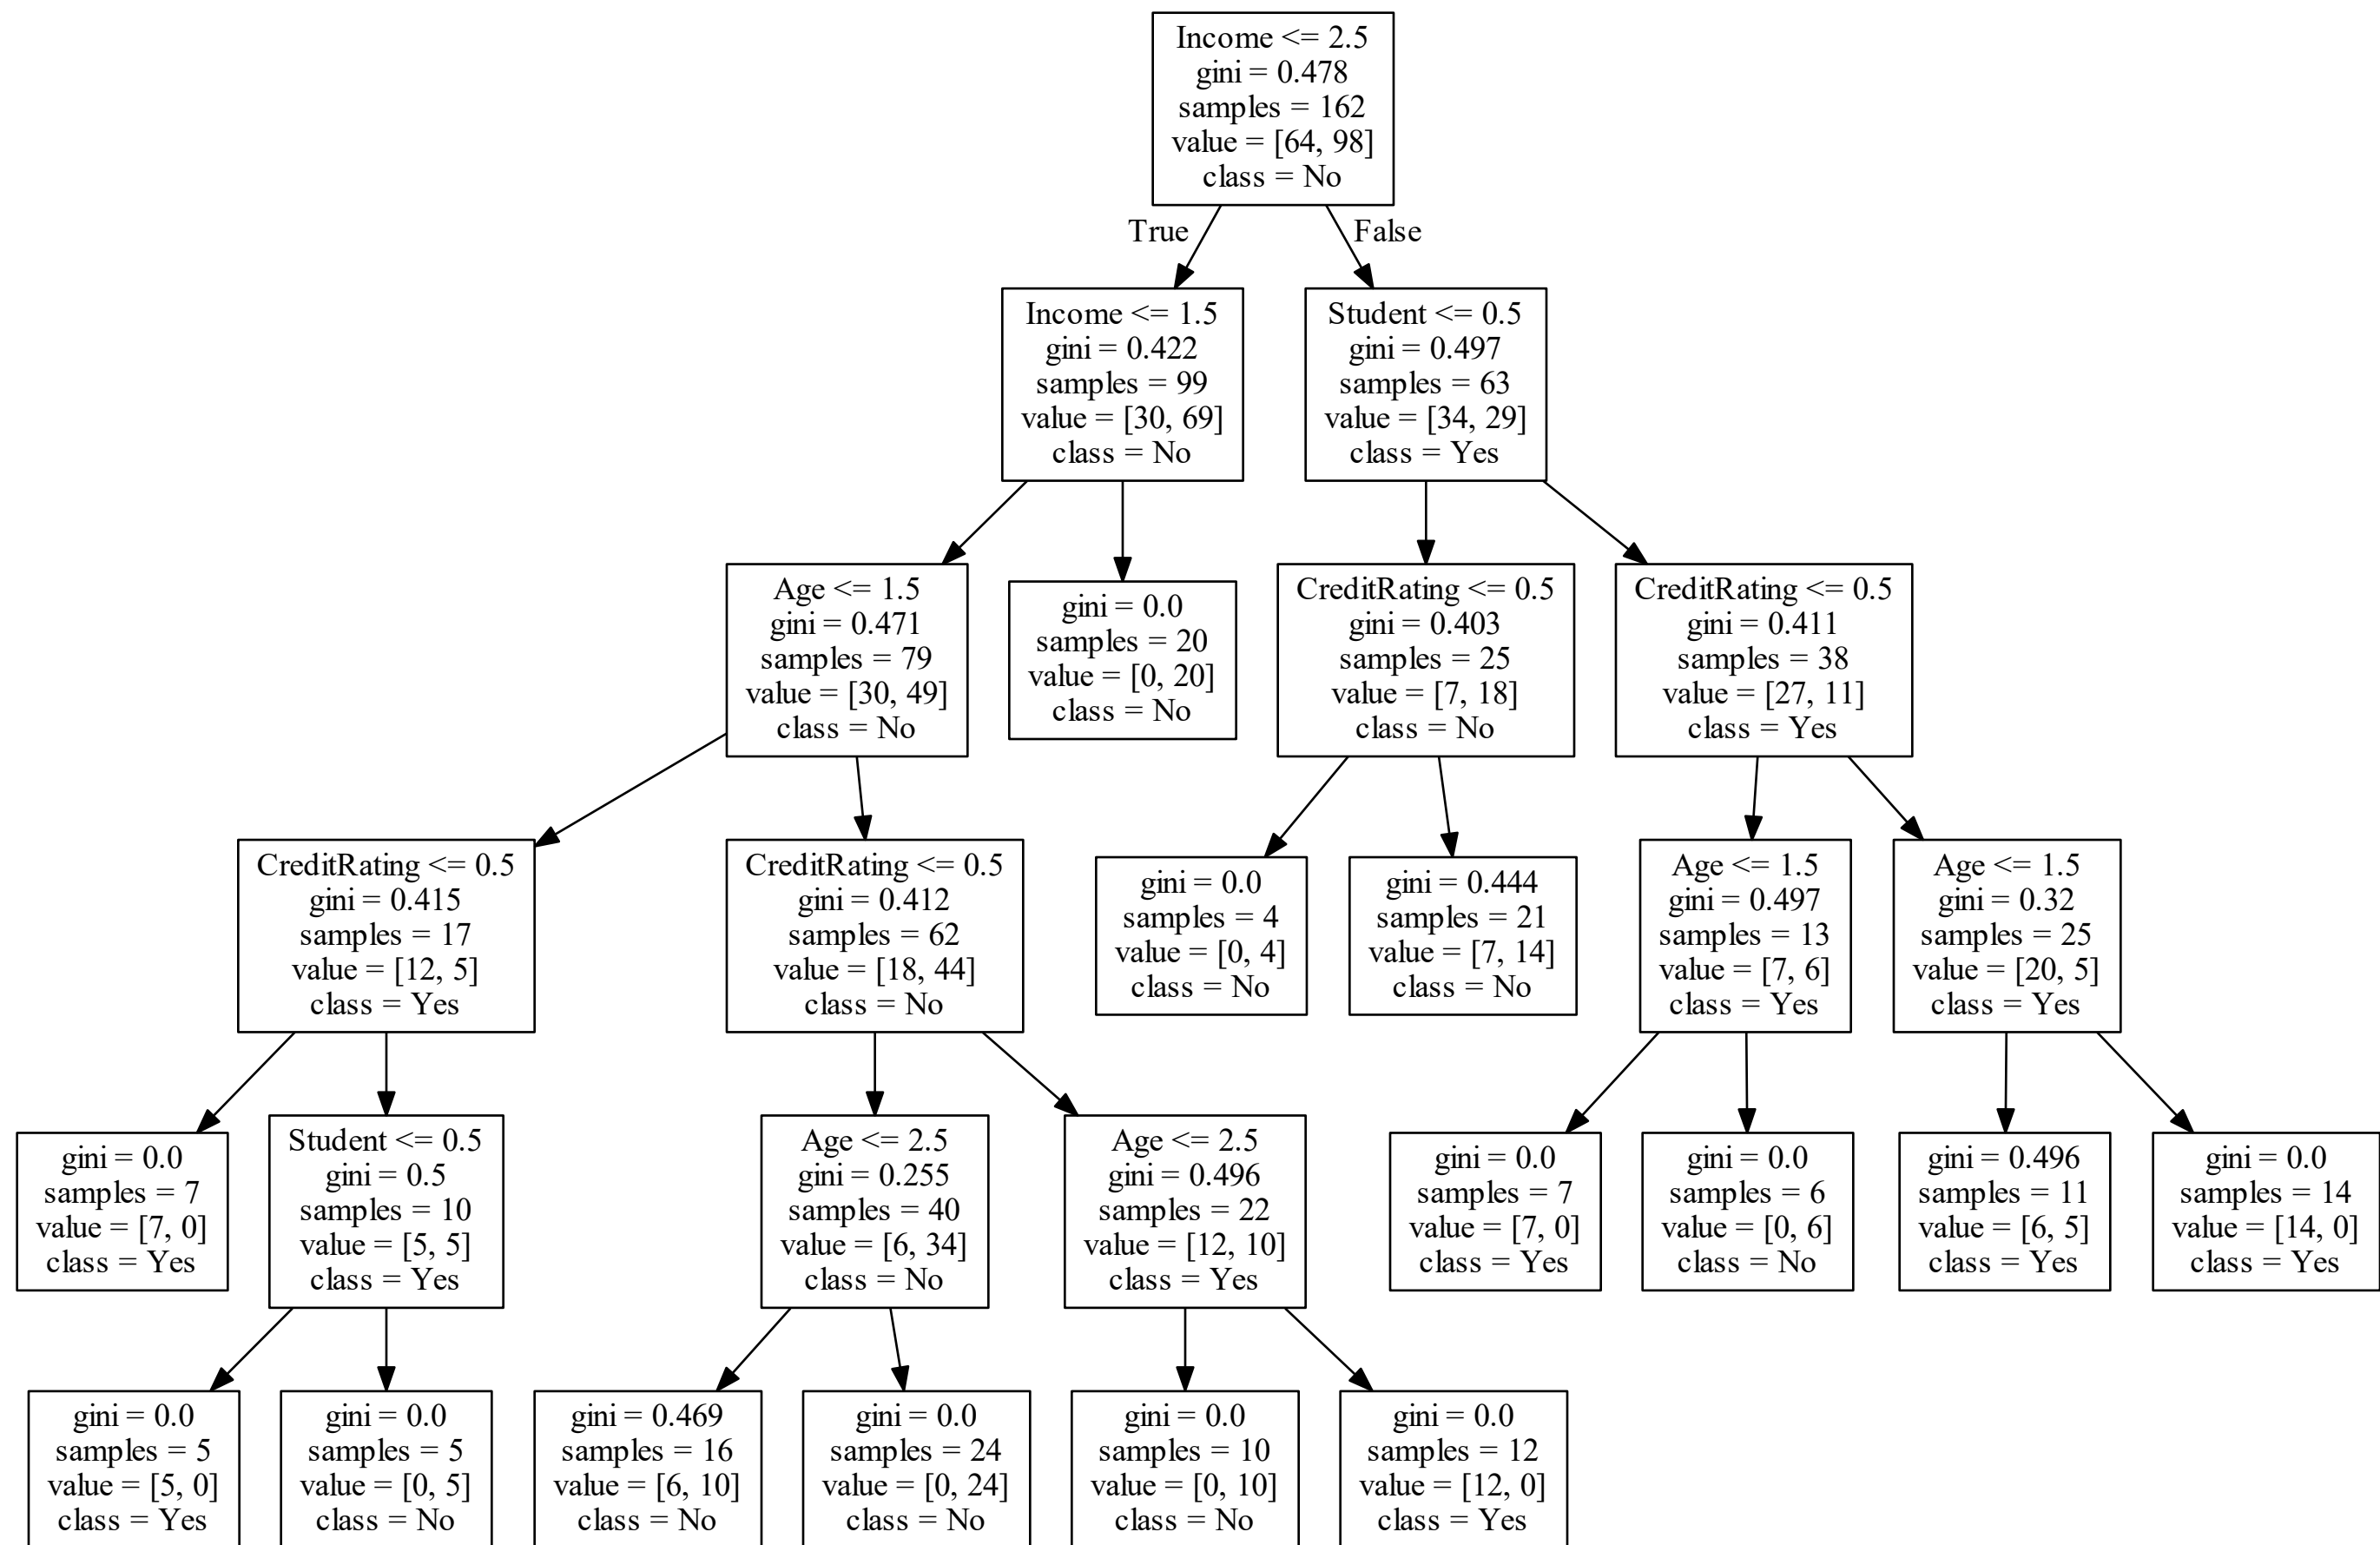 Income <= 2.5
gini = 0.478
samples = 162
value = [64, 98]
class = No
True
False
Income <= 1.5
gini = 0.422
samples = 99
value = [30, 69]
class = No
Student <= 0.5
gini = 0.497
samples = 63
value = [34, 29]
class = Yes
Age <= 1.5
gini = 0.471
samples = 79
value = [30, 49]
class = No
gini = 0.0
samples = 20
value = [0, 20]
class = No
CreditRating <= 0.5
gini = 0.403
samples = 25
value = [7, 18]
class = No
CreditRating <= 0.5
gini = 0.411
samples = 38
value = [27, 11]
class = Yes
CreditRating <= 0.5
gini = 0.415
samples = 17
value = [12, 5]
class = Yes
CreditRating <= 0.5
gini = 0.412
samples = 62
value = [18, 44]
class = No
gini = 0.0
samples = 4
value = [0, 4]
class = No
gini = 0.444
samples = 21
value = [7, 14]
class = No
Age <= 1.5
gini = 0.497
samples = 13
value = [7, 6]
class = Yes
Age <= 1.5
gini = 0.32
samples = 25
value = [20, 5]
class = Yes
gini = 0.0
samples = 7
value = [7, 0]
class = Yes
Student <= 0.5
gini = 0.5
samples = 10
value = [5, 5]
class = Yes
Age <= 2.5
gini = 0.255
samples = 40
value = [6, 34]
class = No
Age <= 2.5
gini = 0.496
samples = 22
value = [12, 10]
class = Yes
gini = 0.0
samples = 7
value = [7, 0]
class = Yes
gini = 0.0
samples = 6
value = [0, 6]
class = No
gini = 0.496
samples = 11
value = [6, 5]
class = Yes
gini = 0.0
samples = 14
value = [14, 0]
class = Yes
gini = 0.0
samples = 5
value = [5, 0]
class = Yes
gini = 0.0
samples = 5
value = [0, 5]
class = No
gini = 0.469
samples = 16
value = [6, 10]
class = No
gini = 0.0
samples = 24
value = [0, 24]
class = No
gini = 0.0
samples = 10
value = [0, 10]
class = No
gini = 0.0
samples = 12
value = [12, 0]
class = Yes